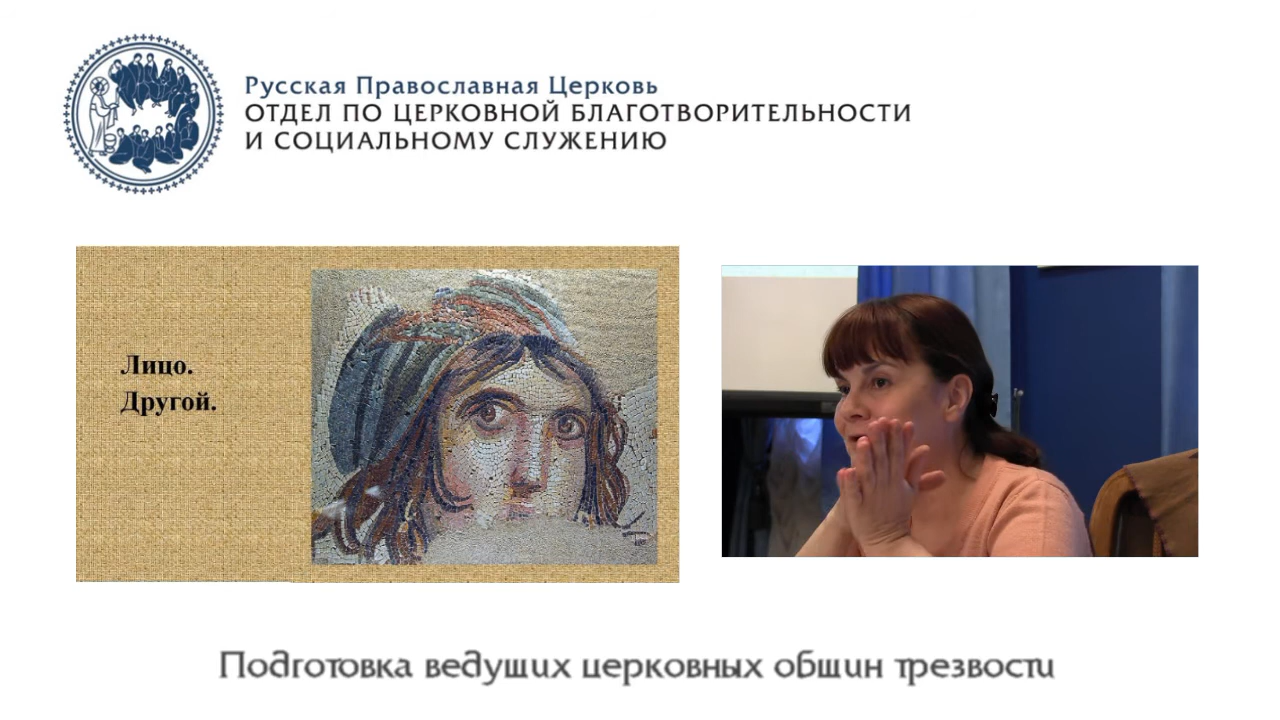 Русская Православная Церковь
ОТДЕЛ ПО ЦЕРКОВНОЙ БЛАГОТВОРИТЕЛЬНОСТИ
И СОЦИАЛЬНОМУ СЛУЖЕНИЮ
Лицо.
Другой.
Подготовка ведущих церковных общин трезвости